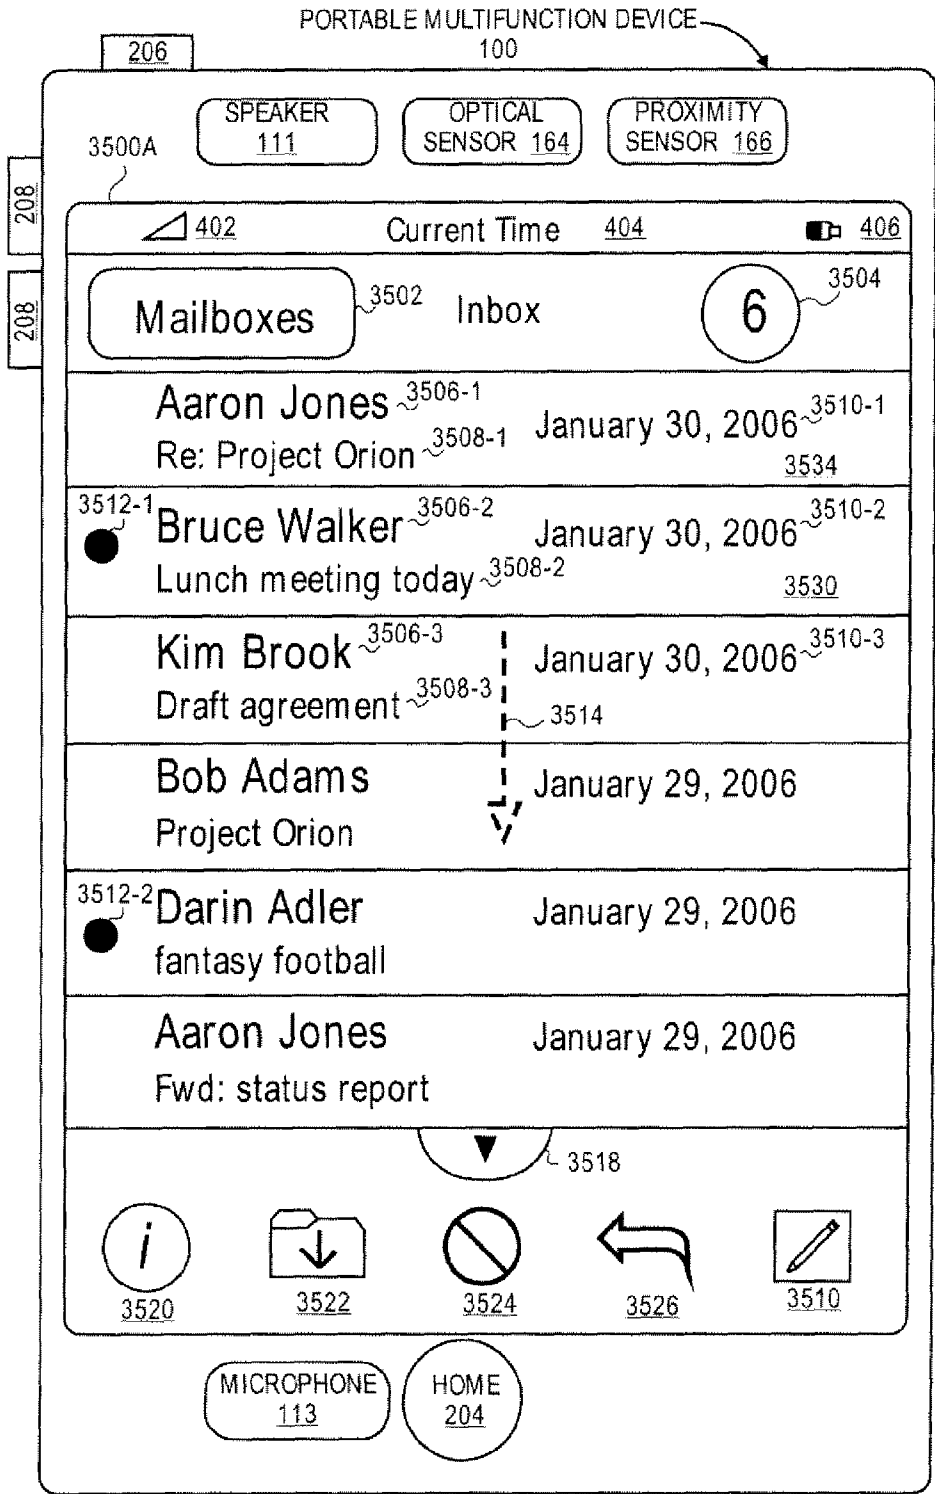 PORTABLE MULTIFUNCTION DEVICE
100
206
SPEAKER
111
OPTICAL
SENSOR 164
PROXIMITY
SENSOR 166
3500A
208
208
402
Current Time 404
406
Mailboxes
3502
Inbox
6
3504
Aaron Jones 3506-1
January 30, 2006 3510-1
Re: Project Orion 3508-1
3534
3512-1
Bruce Walker 3506-2
January 30, 2006 3510-2
Lunch meeting today 3508-2
3530
Kim Brook 3506-3
January 30, 2006 3510-3
Draft agreement 3508-3
3514
Bob Adams
January 29, 2006
Project Orion
3512-2
Darin Adler
January 29, 2006
fantasy football
Aaron Jones
January 29, 2006
Fwd: status report
3518
i
3520
3522
3524
3526
3510
MICROPHONE
113
HOME
204